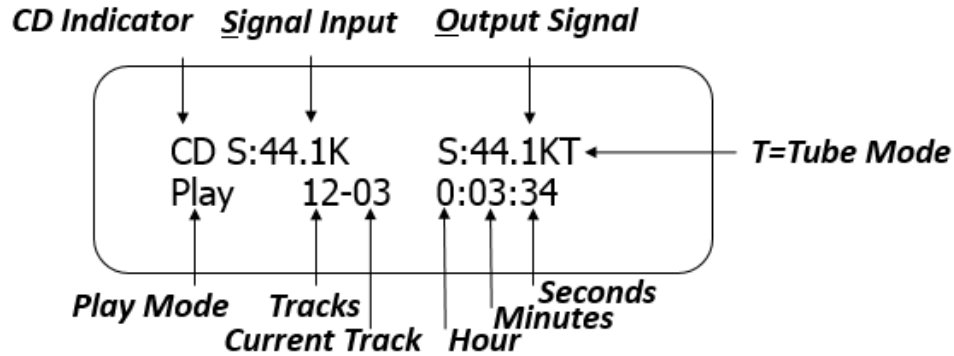 CD Indicator Signal Input Output Signal
CD S:44.1K S:44.1KT T=Tube Mode
Play 12-03 0:03:34
Play Mode Tracks Seconds
Current Track Hour Minutes